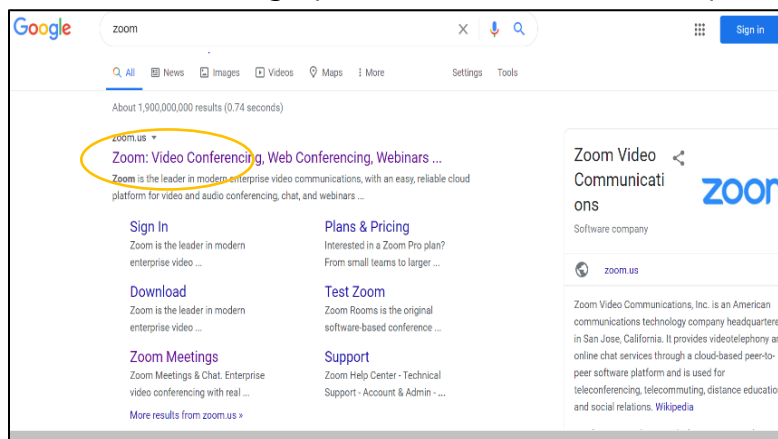 Google
zoom
Sign in
All News Images Videos Maps More Settings Tools
About 1,900,000,000 results (0.74 seconds)
zoom.us
Zoom: Video Conferencing, Web Conferencing, Webinars ...
Zoom is the leader in modern enterprise video communications, with an easy, reliable cloud
platform for video and audio conferencing, chat, and webinars ...
Sign In
Zoom is the leader in modern
enterprise video ...
Plans & Pricing
Interested in a Zoom Pro plan?
From small teams to larger ...
Download
Zoom is the leader in modern
enterprise video ...
Test Zoom
Zoom Rooms is the original
software-based conference ...
Zoom Meetings
Zoom Meetings & Chat. Enterprise
video conferencing with real ...
Support
Zoom Help Center - Technical
Support - Account & Admin - ...
More results from zoom.us »
Zoom Video
Communicati
ons
Software company
zoom
zoom.us
Zoom Video Communications, Inc. is an American
communications technology company headquartere
in San Jose, California. It provides videotelephony an
online chat services through a cloud-based peer-to-
peer software platform and is used for
teleconferencing, telecommuting, distance educatio
and social relations. Wikipedia